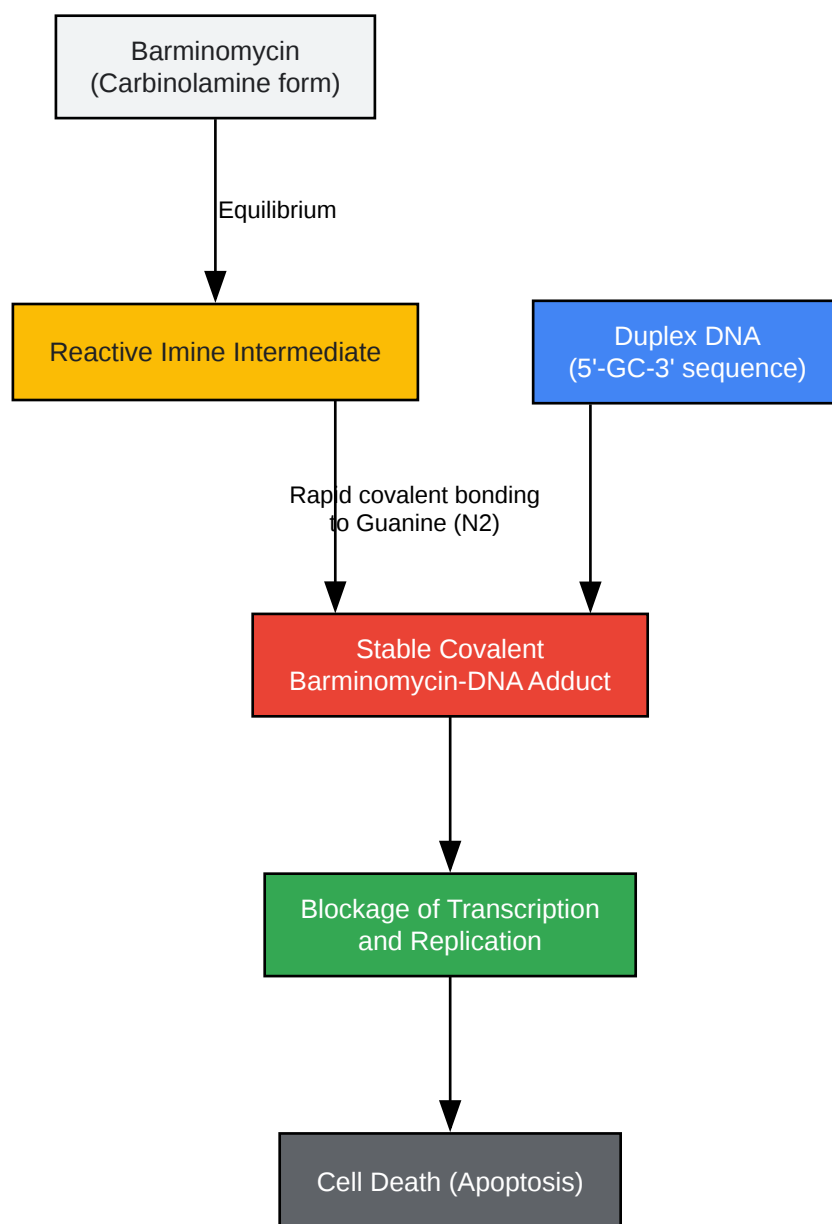 Barminomycin
(Carbinolamine form)
Equilibrium
Reactive Imine Intermediate
Duplex DNA
(5'-GC-3' sequence)
Rapid covalent bonding
to Guanine (N2)
Stable Covalent
Barminomycin-DNA Adduct
Blockage of Transcription
and Replication
Cell Death (Apoptosis)